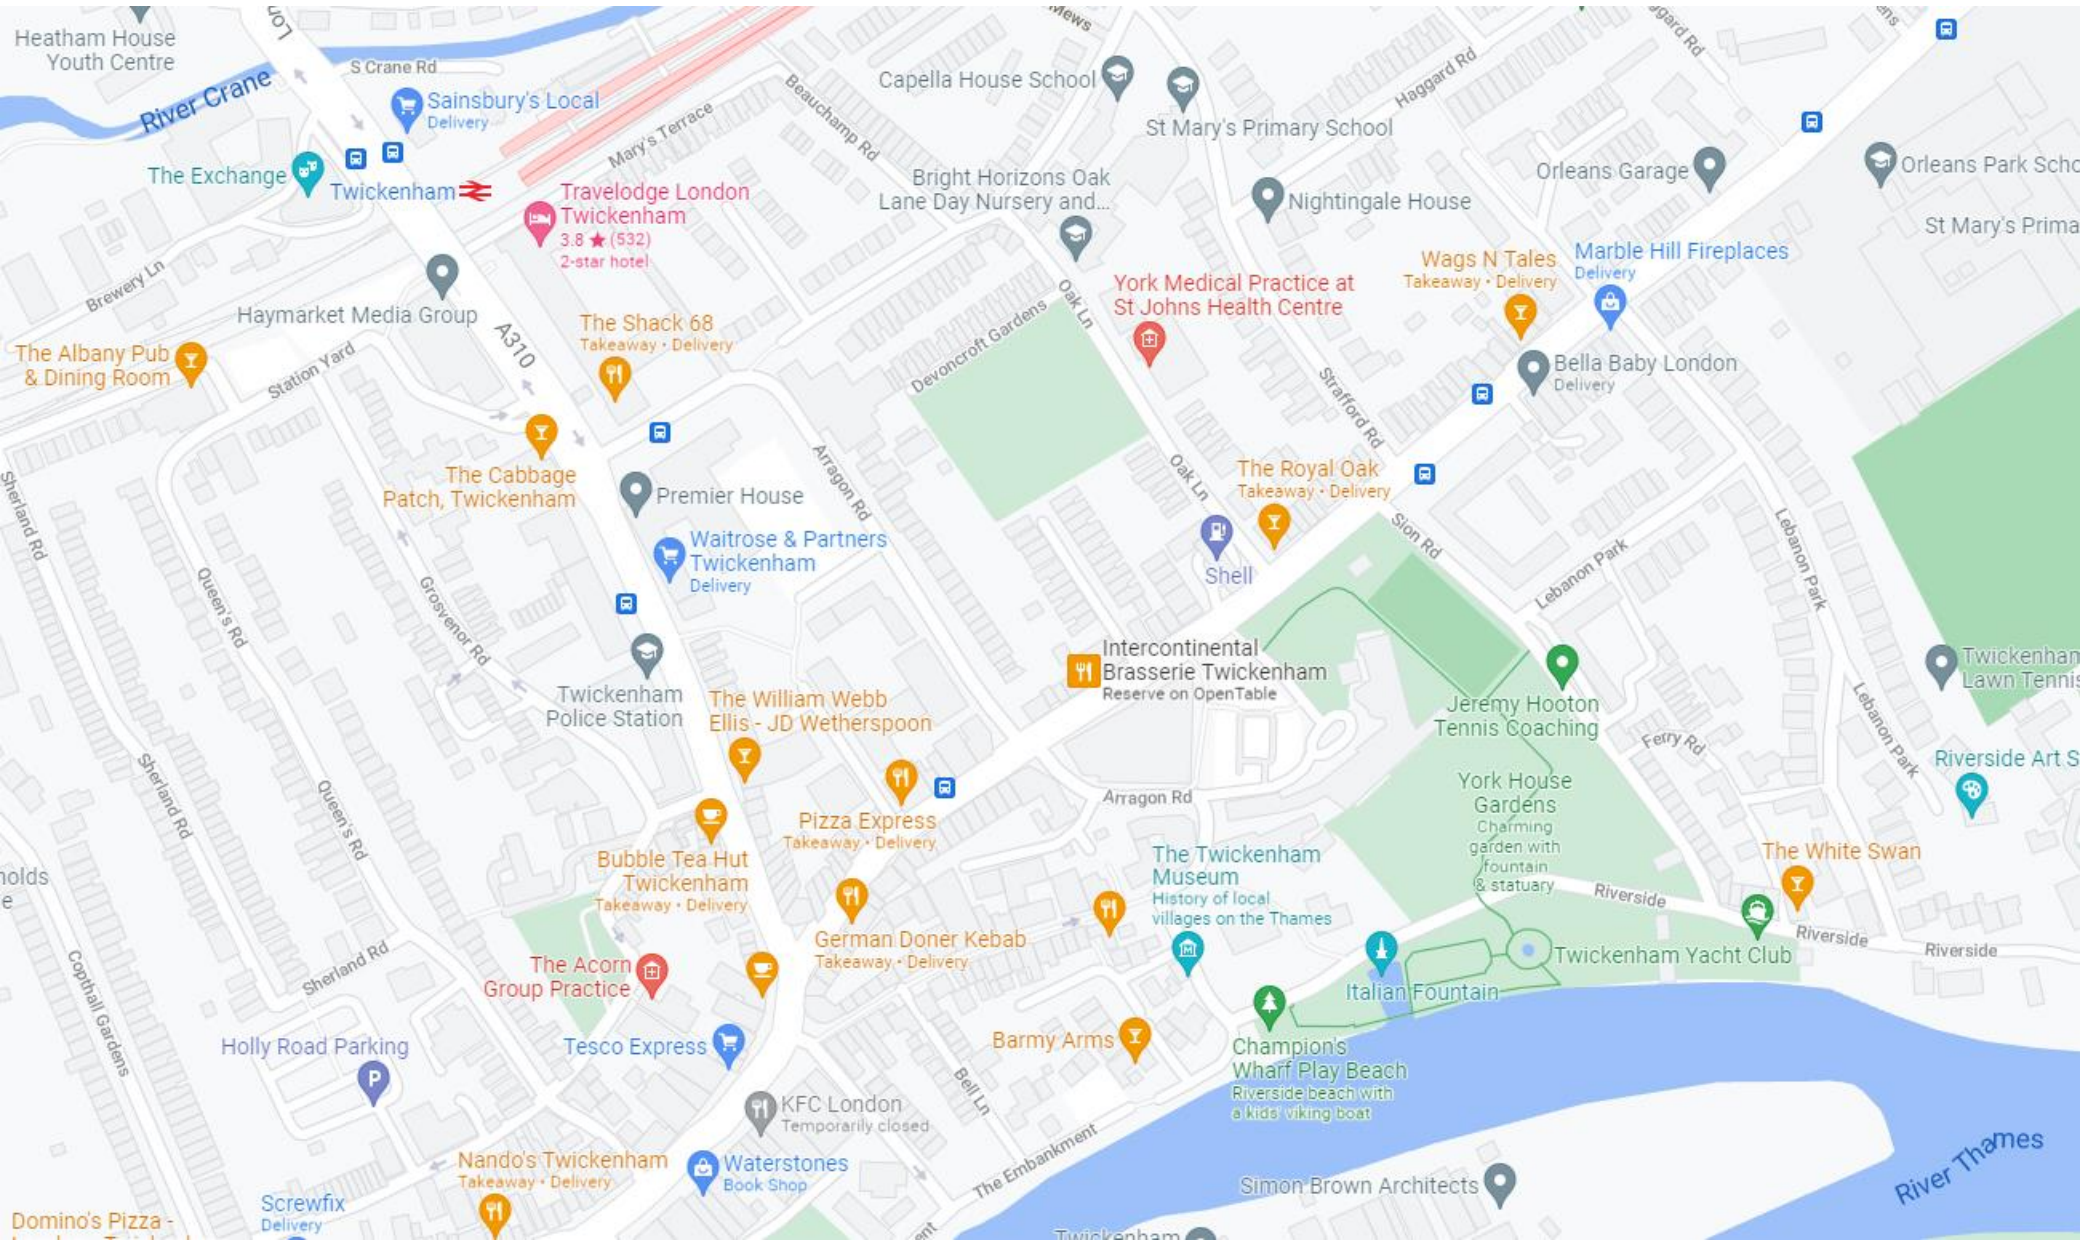 Mews
Heatham House
Youth Centre
S Crane Rd
River Crane
Sainsbury's Local
Delivery
The Exchange
Twickenham
Mary's Terrace
Beauchamp Rd
Capella House School
St Mary's Primary School
Haggard Rd
Bright Horizons Oak
Lane Day Nursery and...
Nightingale House
Orleans Garage
Orleans Park Scho
St Mary's Prima
Travelodge London
Twickenham
3.8 ★ (532)
2-star hotel
Brewery Ln
Haymarket Media Group
A310
The Shack 68
Takeaway • Delivery
Devoncroft Gardens
Oak Ln
York Medical Practice at
St Johns Health Centre
Wags N Tales
Takeaway • Delivery
Marble Hill Fireplaces
Delivery
Bella Baby London
Delivery
The Albany Pub
& Dining Room
Station Yard
Strafford Rd
The Cabbage
Patch, Twickenham
Premier House
Arragon Rd
Oak Ln
The Royal Oak
Takeaway • Delivery
Sherland Rd
Waitrose & Partners
Twickenham
Delivery
Shell
Sion Rd
Lebanon Park
Lebanon Park
Queen's Rd
Grosvenor Rd
Twickenham
Police Station
Intercontinental
Brasserie Twickenham
Reserve on OpenTable
Twickenham
Lawn Tennis
The William Webb
Ellis - JD Wetherspoon
Jeremy Hooton
Tennis Coaching
Ferry Rd
Lebanon Park
Riverside Art S
Sherland Rd
Queen's Rd
Pizza Express
Takeaway • Delivery
Arragon Rd
York House
Gardens
Charming
garden with
fountain
& statuary
Bubble Tea Hut
Twickenham
Takeaway • Delivery
The Twickenham
Museum
History of local
villages on the Thames
The White Swan
Riverside
Riverside
Riverside
nolds
e
German Doner Kebab
Takeaway • Delivery
Twickenham Yacht Club
Sherland Rd
The Acorn
Group Practice
Italian Fountain
Copthall Gardens
Holly Road Parking
Tesco Express
Barmy Arms
Champion's
Wharf Play Beach
Riverside beach with
a kids' viking boat
Bell Ln
KFC London
Temporarily closed
The Embankment
River Thames
Nando's Twickenham
Takeaway • Delivery
Waterstones
Book Shop
Simon Brown Architects
Screwfix
Delivery
Domino's Pizza -
Twickenham